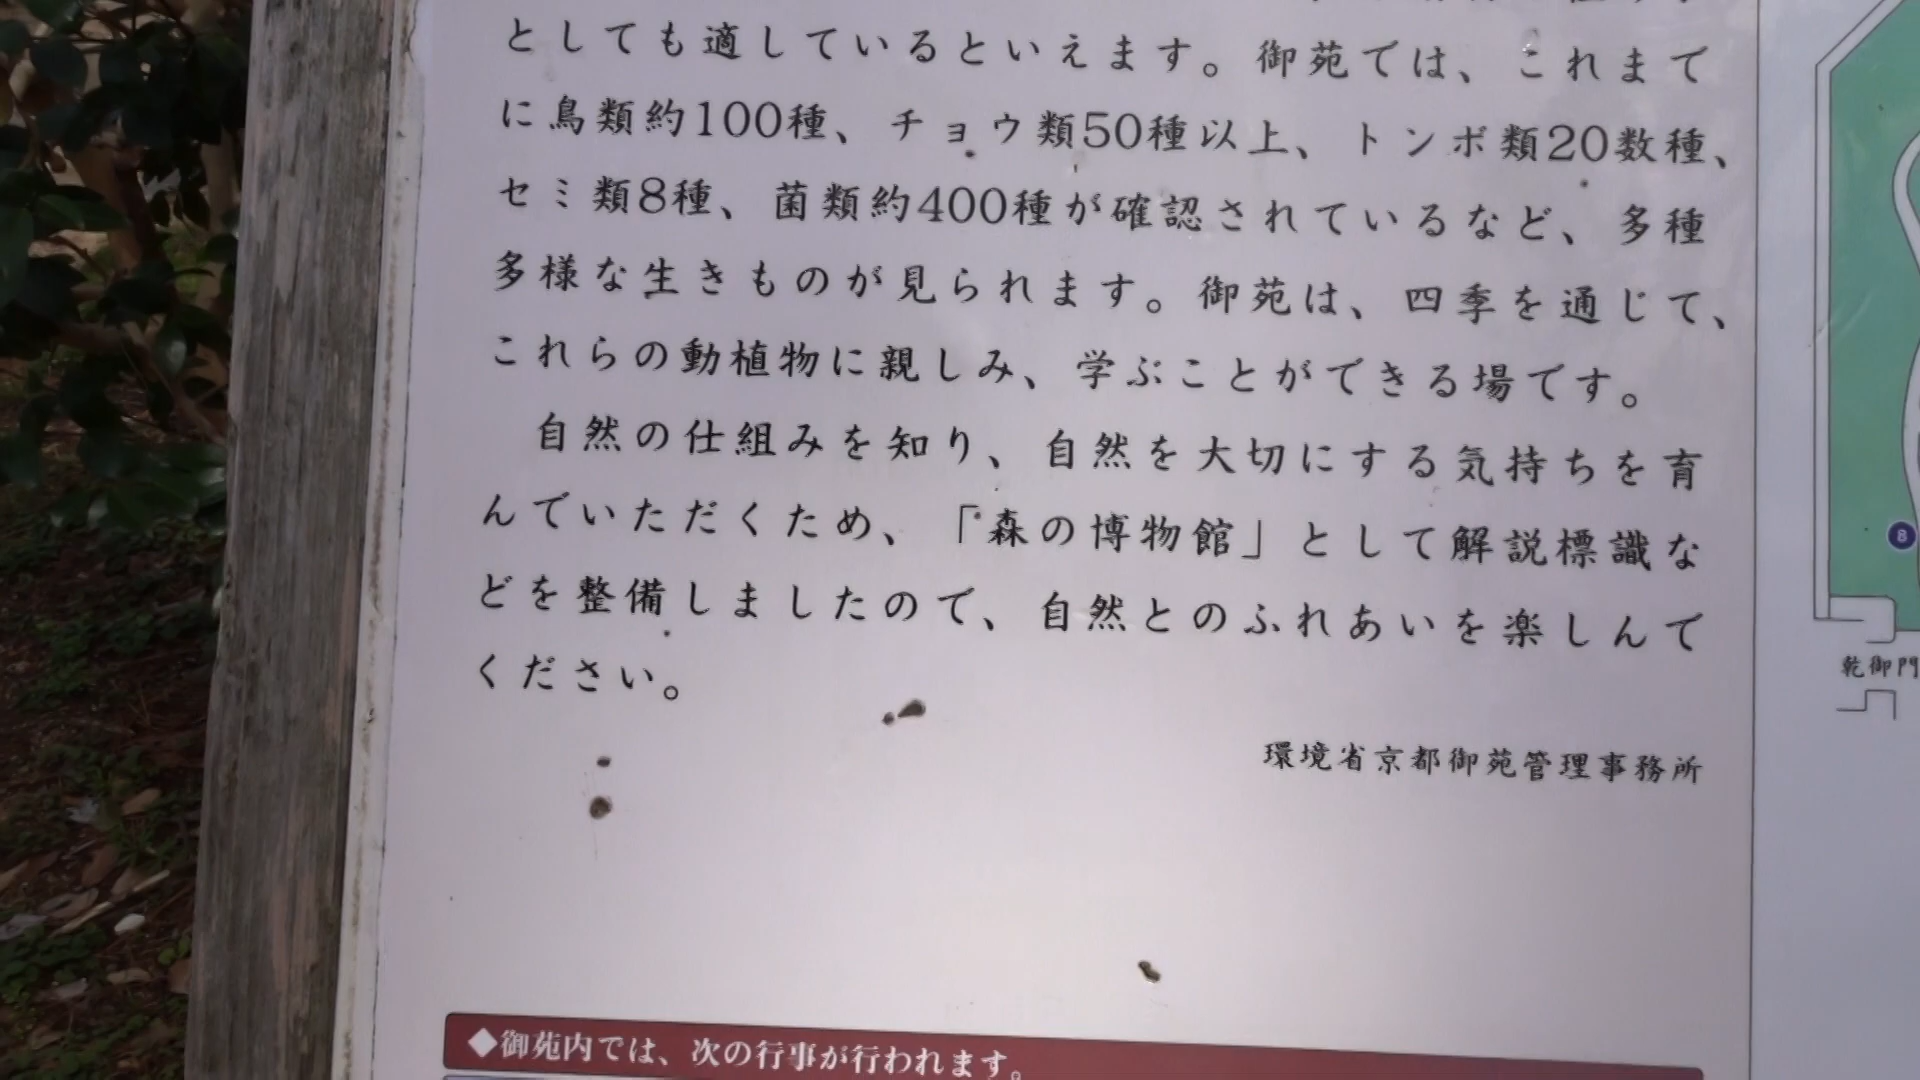 としても適しているといえます。御苑では、これまで
に鳥類約100種、チョウ類50種以上、トンボ類20数種、
セミ類8種、菌類約400種が確認されているなど、多種
多様な生きものが見られます。御苑は、四季を通じて、
これらの動植物に親しみ、学ぶことができる場です。
自然の仕組みを知り、自然を大切にする気持ちを育
んでいただくため、「森の博物館」として解説標識な
どを整備しましたので、自然とのふれあいを楽しんで
ください。
環境省京都御苑管理事務所
◆御苑内では、次の行事が行われます。
8
乾御門